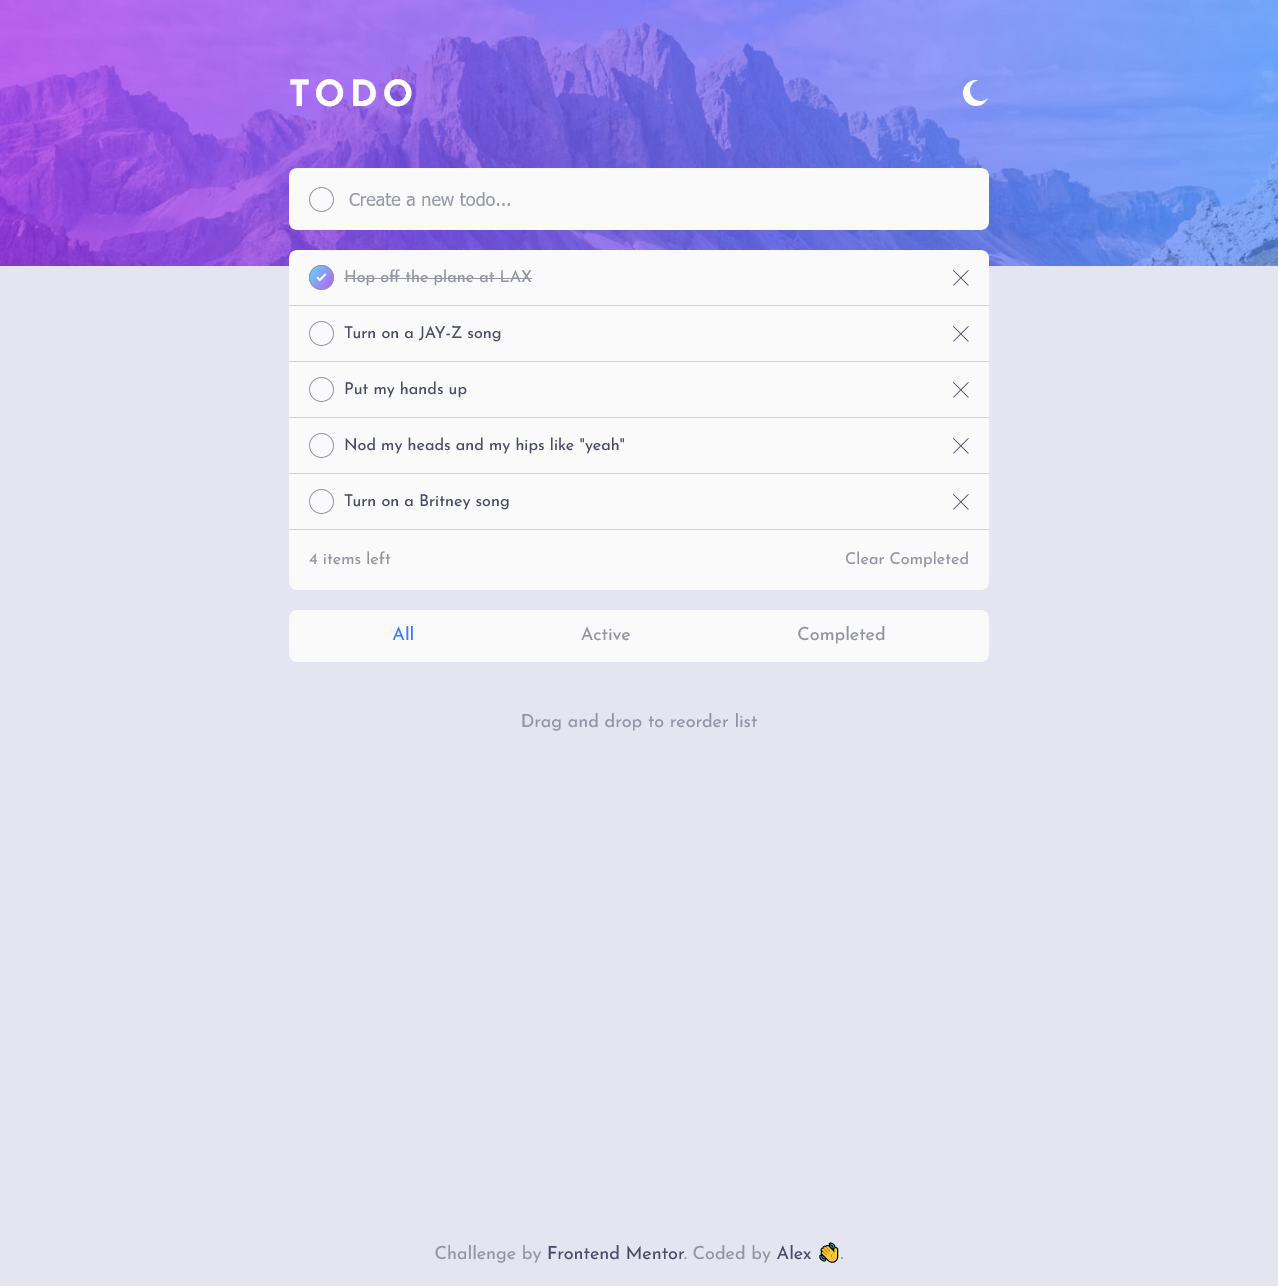 TODO
Create a new todo...
Hop off the plane at LAX
Turn on a JAY-Z song
Put my hands up
Nod my heads and my hips like "yeah"
Turn on a Britney song
4 items left Clear Completed
All Active Completed
Drag and drop to reorder list
Challenge by Frontend Mentor. Coded by Alex 👏.